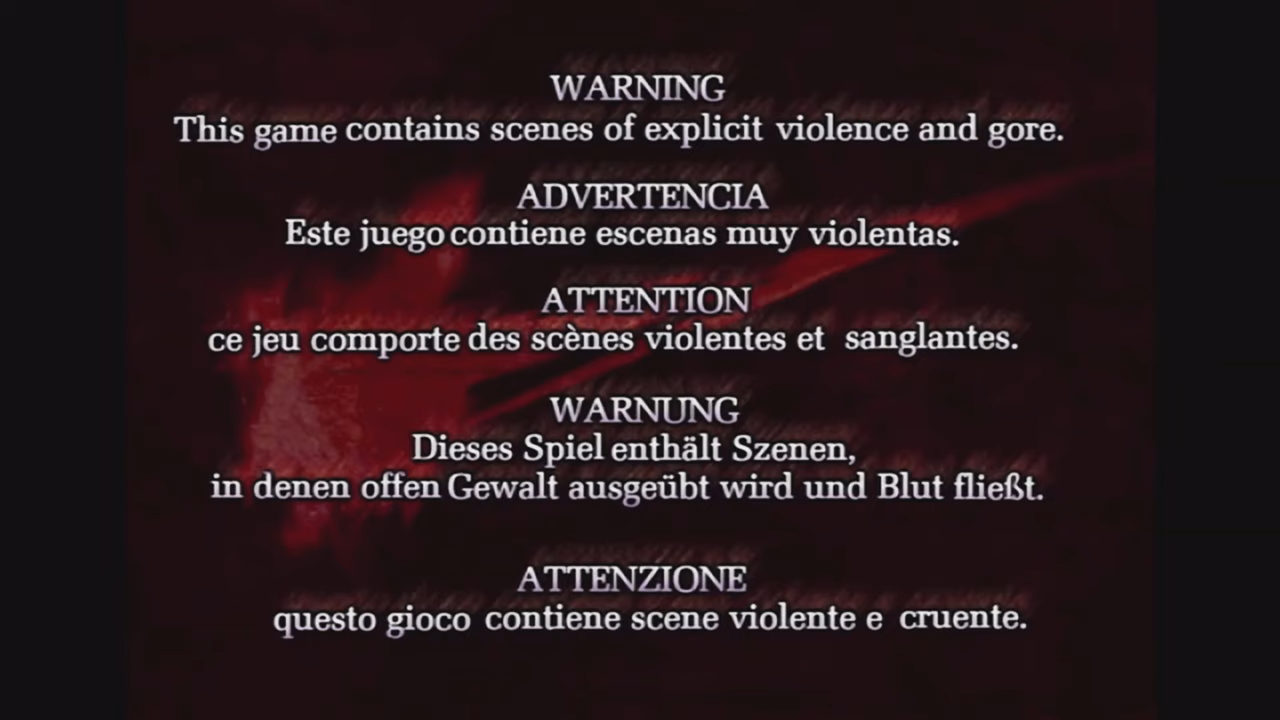 WARNING
This game contains scenes of explicit violence and gore.
ADVERTENCIA
Este juego contiene escenas muy violentas.
ATTENTION
ce jeu comporte des scènes violentes et sanglantes.
WARNUNG
Dieses Spiel enthält Szenen,
in denen offen Gewalt ausgeübt wird und Blut fließt.
ATTENZIONE
questo gioco contiene scene violente e cruente.